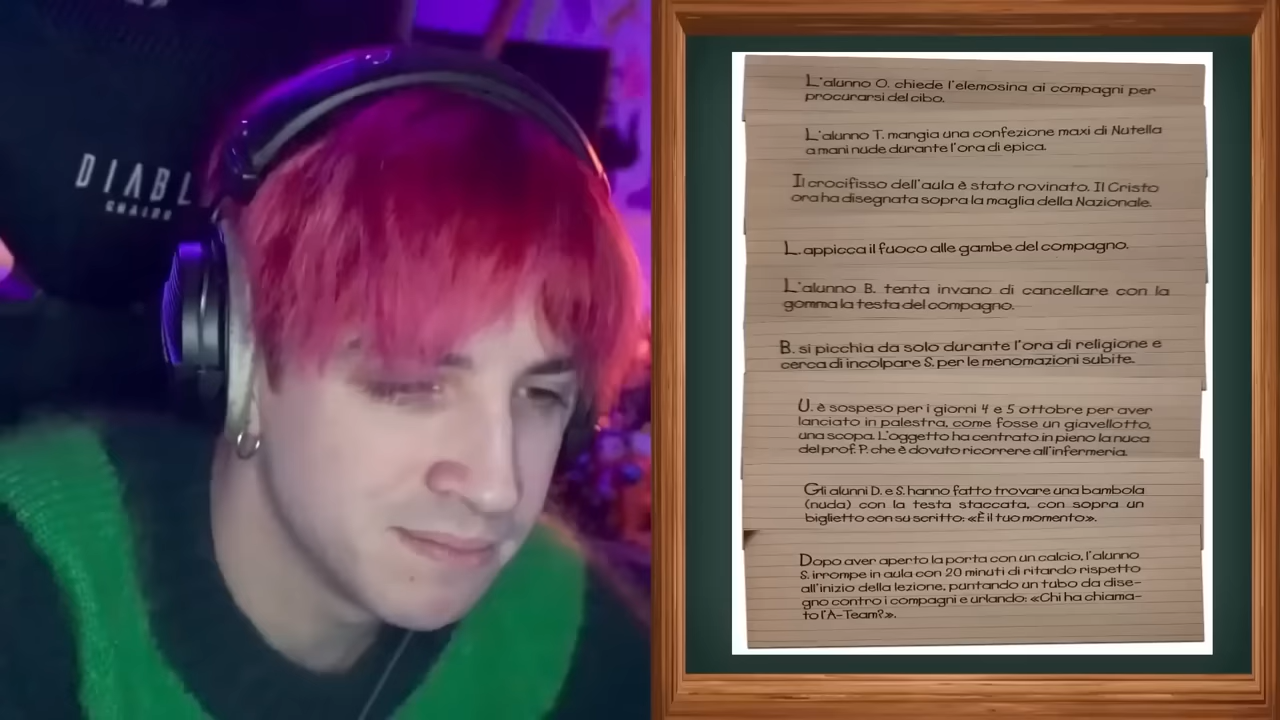 DIABL
CHAIRS
L'alunno O. chiede l'elemosina ai compagni per
procurarsi del cibo.
L'alunno T. mangia una confezione maxi di Nutella
a mani nude durante l'ora di epica.
Il crocifisso dell'aula è stato rovinato. Il Cristo
ora ha disegnata sopra la maglia della Nazionale.
L. appicca il fuoco alle gambe del compagno.
L'alunno B. tenta invano di cancellare con la
gomma la testa del compagno.
B. si picchia da solo durante l'ora di religione e
cerca di incolpare S. per le menomazioni subite.
U. è sospeso per i giorni 4 e 5 ottobre per aver
lanciato in palestra, come fosse un giavellotto,
una scopa. L'oggetto ha centrato in pieno la nuca
del prof. P. che è dovuto ricorrere all'infermeria.
Gli alunni D. e S. hanno fatto trovare una bambola
(nuda) con la testa staccata, con sopra un
biglietto con su scritto: «È il tuo momento».
Dopo aver aperto la porta con un calcio, l'alunno
S. irrompe in aula con 20 minuti di ritardo rispetto
all'inizio della lezione, puntando un tubo da dise-
gno contro i compagni e urlando: «Chi ha chiama-
to l'A-Team?».